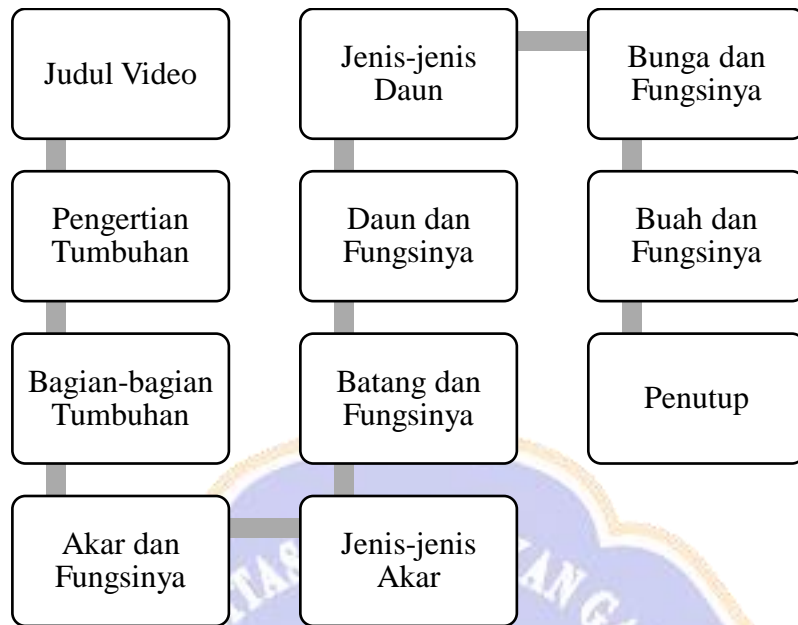 Judul Video
Pengertian
Tumbuhan
Bagian-bagian
Tumbuhan
Akar dan
Fungsinya
Jenis-jenis
Akar
Batang dan
Fungsinya
Daun dan
Fungsinya
Jenis-jenis
Daun
Bunga dan
Fungsinya
Buah dan
Fungsinya
Penutup